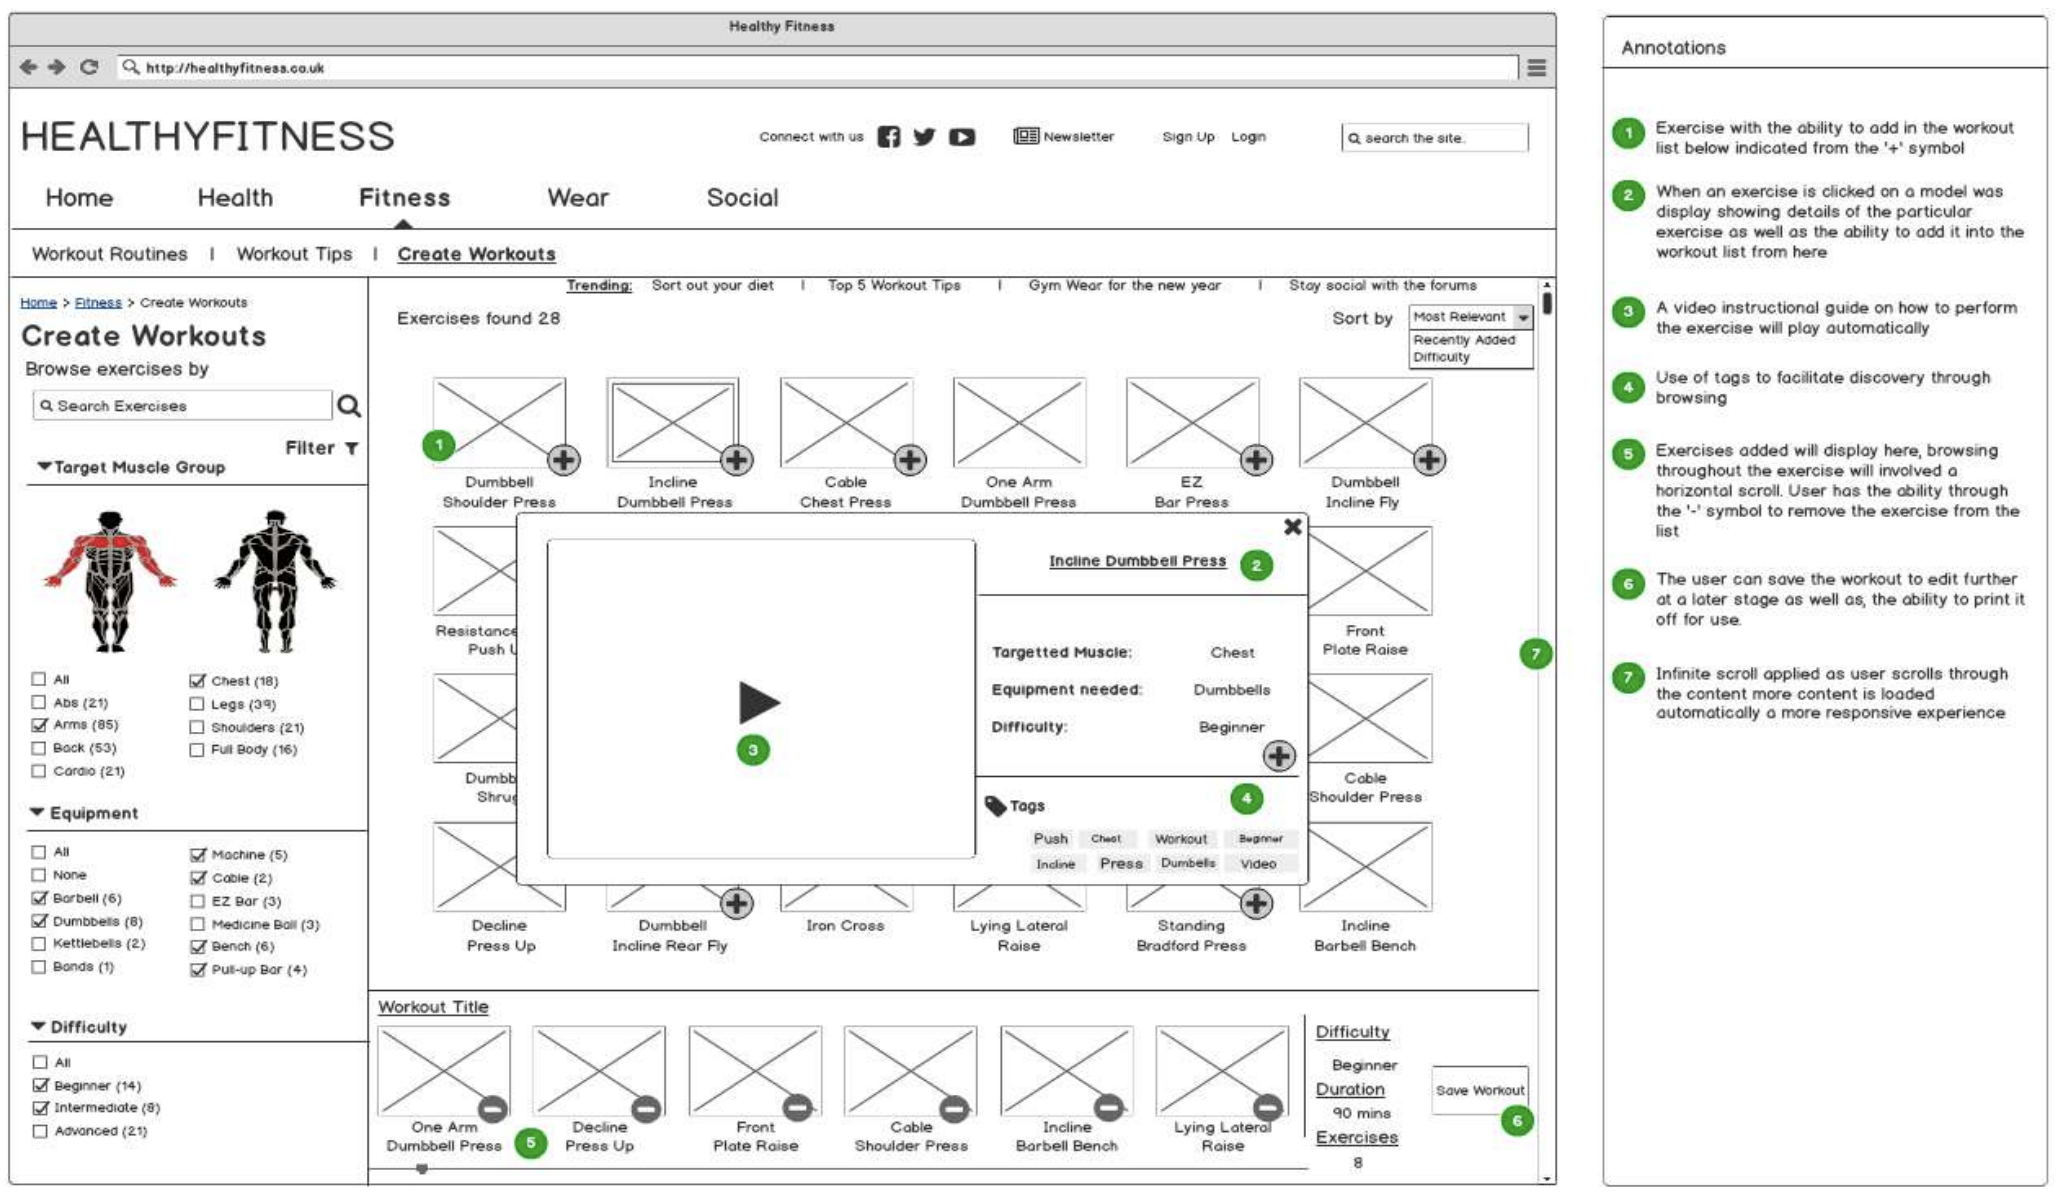 Healthy Fitness
http://healthyfitness.co.uk
HEALTHYFITNESS
Connect with us
Newsletter
Sign Up Login
search the site.
Home Health Fitness Wear Social
Workout Routines | Workout Tips | Create Workouts
Home > Fitness > Create Workouts
Create Workouts
Browse exercises by
Search Exercises
Filter
Target Muscle Group
All
Abs (21)
Arms (85)
Back (53)
Cardio (21)
Chest (18)
Legs (39)
Shoulders (21)
Full Body (16)
Equipment
All
None
Barbell (6)
Dumbbells (8)
Kettlebells (2)
Bands (1)
Machine (5)
Cable (2)
EZ Bar (3)
Medicine Ball (3)
Bench (6)
Pull-up Bar (4)
Difficulty
All
Beginner (14)
Intermediate (8)
Advanced (21)
Trending: Sort out your diet | Top 5 Workout Tips | Gym Wear for the new year | Stay social with the forums
Exercises found 28
Sort by
Most Relevant
Recently Added
Difficulty
1
Dumbbell
Shoulder Press
Incline
Dumbbell Press
Cable
Chest Press
One Arm
Dumbbell Press
EZ
Bar Press
Dumbbell
Incline Fly
Resistance
Push U
Front
Plate Raise
Dumbb
Shrug
Cable
Shoulder Press
Incline Dumbbell Press
2
3
Targetted Muscle: Chest
Equipment needed: Dumbbells
Difficulty: Beginner
Tags
4
Push Chest Workout Beginner
Incline Press Dumbells Video
7
Decline
Press Up
Dumbbell
Incline Rear Fly
Iron Cross
Lying Lateral
Raise
Standing
Bradford Press
Incline
Barbell Bench
Workout Title
One Arm
Dumbbell Press
5
Decline
Press Up
Front
Plate Raise
Cable
Shoulder Press
Incline
Barbell Bench
Lying Lateral
Raise
Difficulty
Beginner
Duration
90 mins
Exercises
8
Save Workout
6
Annotations
1
Exercise with the ability to add in the workout
list below indicated from the '+' symbol
2
When an exercise is clicked on a model was
display showing details of the particular
exercise as well as the ability to add it into the
workout list from here
3
A video instructional guide on how to perform
the exercise will play automatically
4
Use of tags to facilitate discovery through
browsing
5
Exercises added will display here, browsing
throughout the exercise will involved a
horizontal scroll. User has the ability through
the '-' symbol to remove the exercise from the
list
6
The user can save the workout to edit further
at a later stage as well as, the ability to print it
off for use.
7
Infinite scroll applied as user scrolls through
the content more content is loaded
automatically a more responsive experience